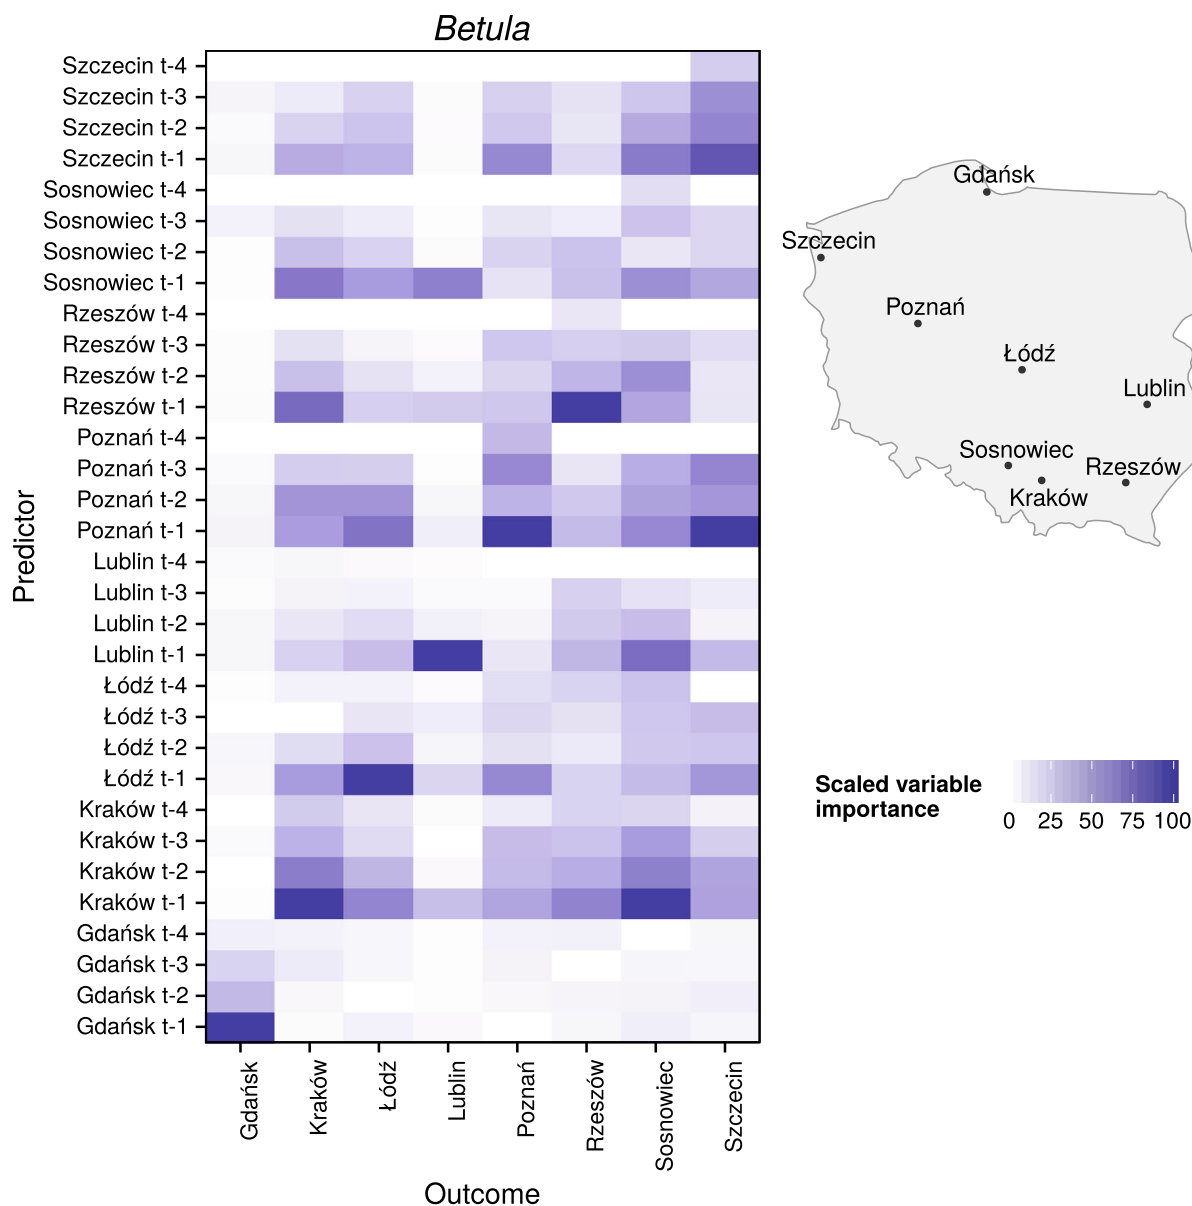 Betula
Szczecin t-4
Szczecin t-3
Szczecin t-2
Szczecin t-1
Sosnowiec t-4
Sosnowiec t-3
Sosnowiec t-2
Sosnowiec t-1
Rzeszów t-4
Rzeszów t-3
Rzeszów t-2
Rzeszów t-1
Poznań t-4
Poznań t-3
Poznań t-2
Poznań t-1
Lublin t-4
Lublin t-3
Lublin t-2
Lublin t-1
Łódź t-4
Łódź t-3
Łódź t-2
Łódź t-1
Kraków t-4
Kraków t-3
Kraków t-2
Kraków t-1
Gdańsk t-4
Gdańsk t-3
Gdańsk t-2
Gdańsk t-1
Predictor
Gdańsk
Kraków
Łódź
Lublin
Poznań
Rzeszów
Sosnowiec
Szczecin
Outcome
Gdańsk
Szczecin
Poznań
Łódź
Lublin
Sosnowiec
Rzeszów
Kraków
Scaled variable
importance
0 25 50 75 100